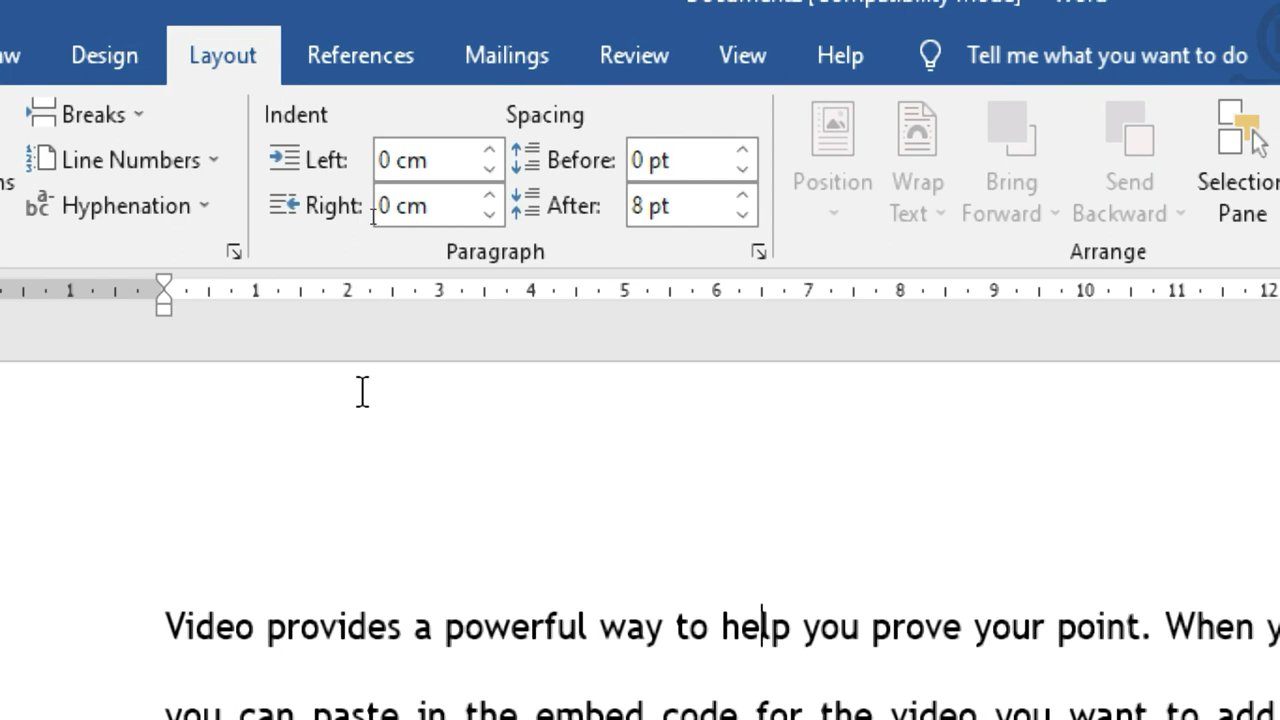 Design Layout References Mailings Review View Help Tell me what you want to do
Breaks Indent Spacing
Line Numbers Left: 0 cm Before: 0 pt
Hyphenation Right: 0 cm After: 8 pt
Position Wrap Text Bring Forward Send Backward Selection Pane
Paragraph Arrange
1 1 2 3 4 5 6 7 8 9 10 11 12
Video provides a powerful way to help you prove your point. When
you can paste in the embed code for the video you want to add